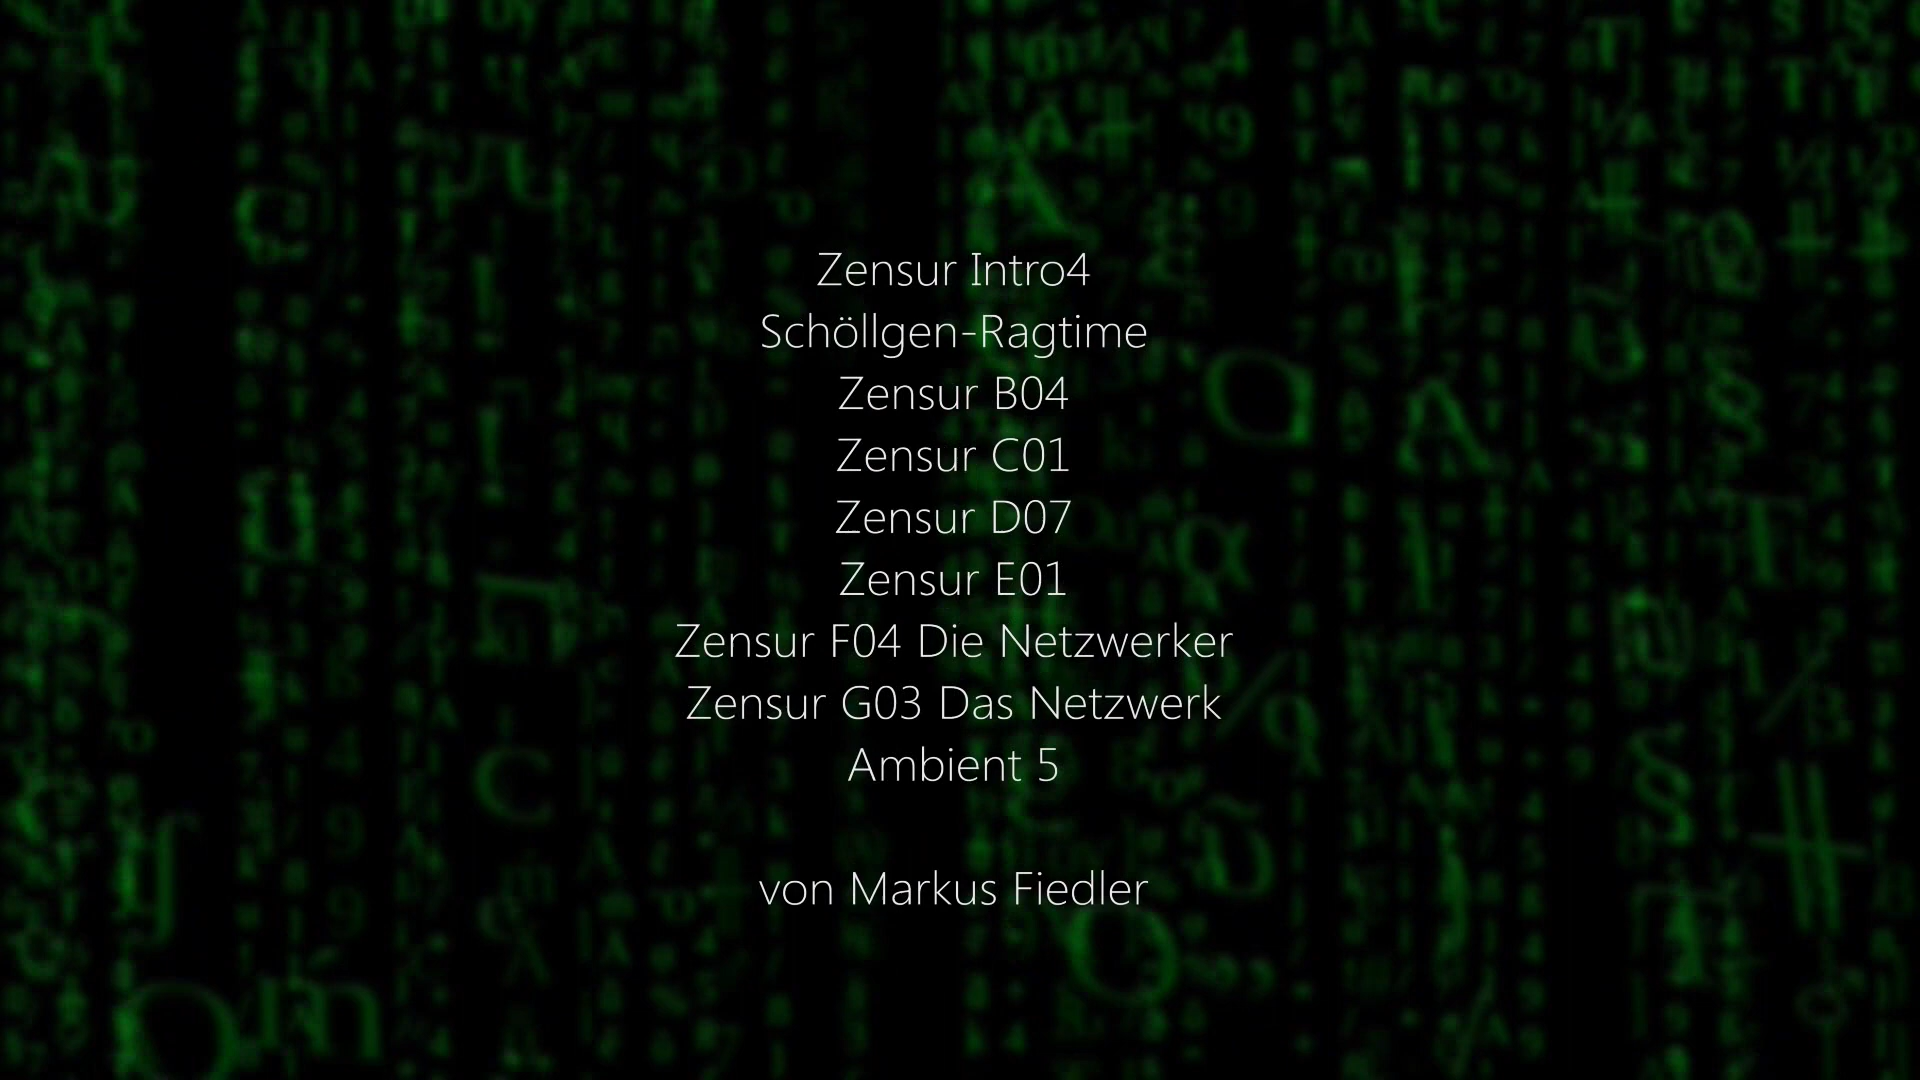 Zensur Intro4
Schöllgen-Ragtime
Zensur B04
Zensur C01
Zensur D07
Zensur E01
Zensur F04 Die Netzwerker
Zensur G03 Das Netzwerk
Ambient 5
von Markus Fiedler